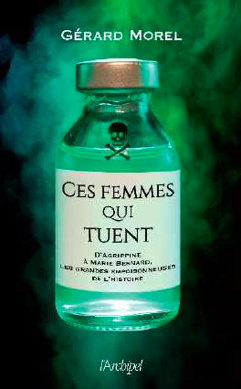 GÉRARD MOREL
CES FEMMES
QUI
TUENT
D'AGRIPPINE
À MARIE BESNARD,
LES GRANDES EMPOISONNEUSES
DE L'HISTOIRE
l'Archipel